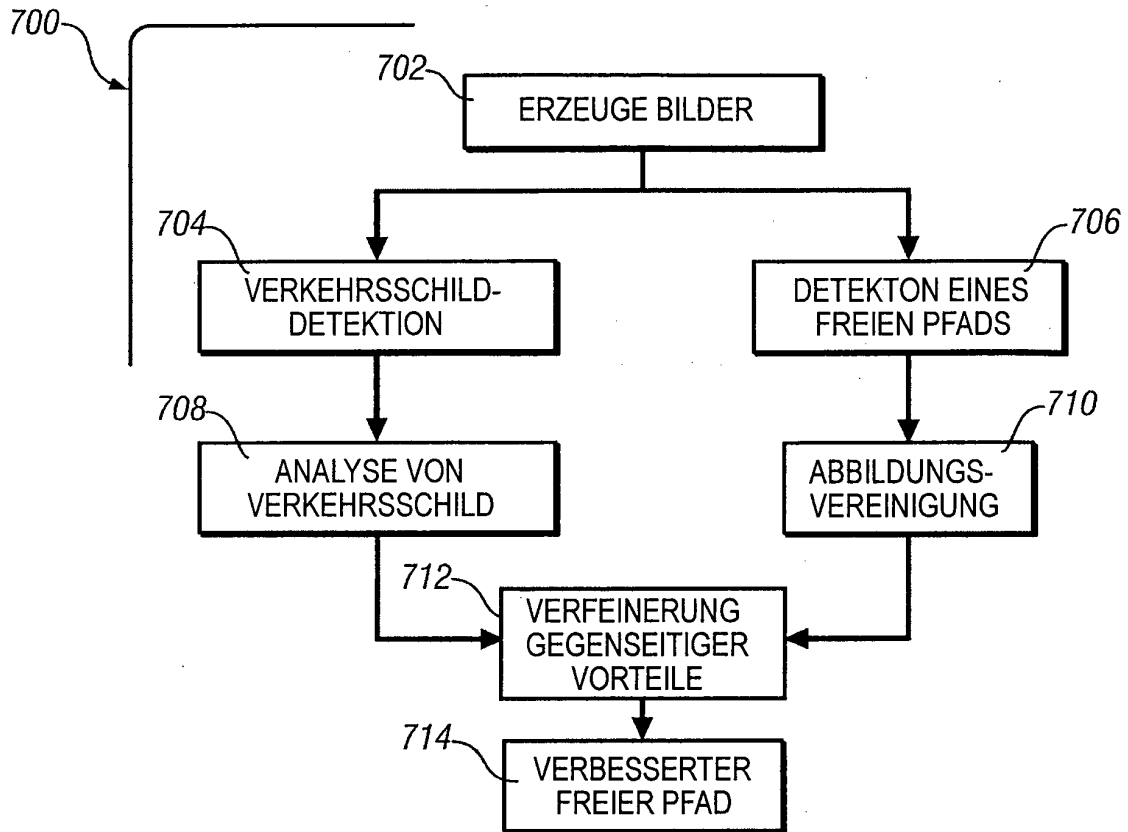 700
702
ERZEUGE BILDER
704
706
VERKEHRSSCHILD-
DETEKTION
DETEKTON EINES
FREIEN PFADS
708
710
ANALYSE VON
VERKEHRSSCHILD
ABBILDUNGS-
VEREINIGUNG
712
VERFEINERUNG
GEGENSEITIGER
VORTEILE
714
VERBESSERTER
FREIER PFAD